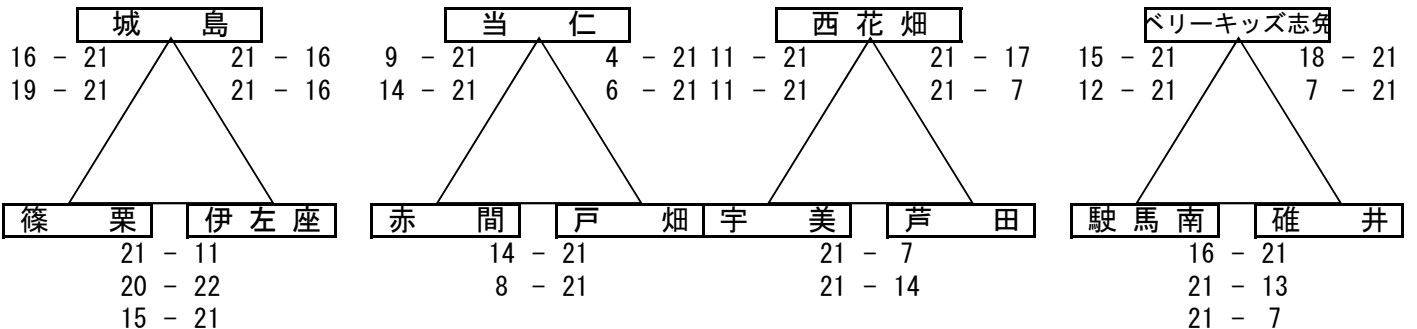 城 島 当 仁 西 花 畑 ベリーキッズ志免
16 - 21 21 - 16 9 - 21 4 - 21 11 - 21 21 - 17 15 - 21 18 - 21
19 - 21 21 - 16 14 - 21 6 - 21 11 - 21 21 - 7 12 - 21 7 - 21
篠 栗 伊 左 座 赤 間 戸 畑 宇 美 芦 田 駛 馬 南 碓 井
21 - 11 14 - 21 21 - 7 16 - 21
20 - 22 8 - 21 21 - 14 21 - 13
15 - 21 21 - 7